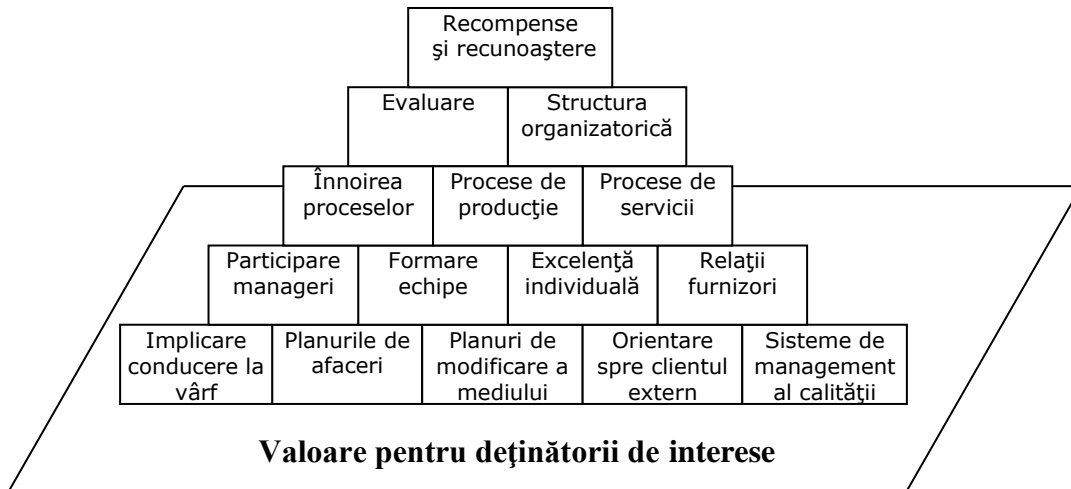 Recompense
şi recunoaştere
Evaluare
Structura
organizatorică
Înnoirea
proceselor
Procese de
producţie
Procese de
servicii
Participare
manageri
Formare
echipe
Excelenţă
individuală
Relaţii
furnizori
Implicare
conducere la
vârf
Planurile de
afaceri
Planuri de
modificare a
mediului
Orientare
spre clientul
extern
Sisteme de
management
al calităţii
Valoare pentru deţinătorii de interese